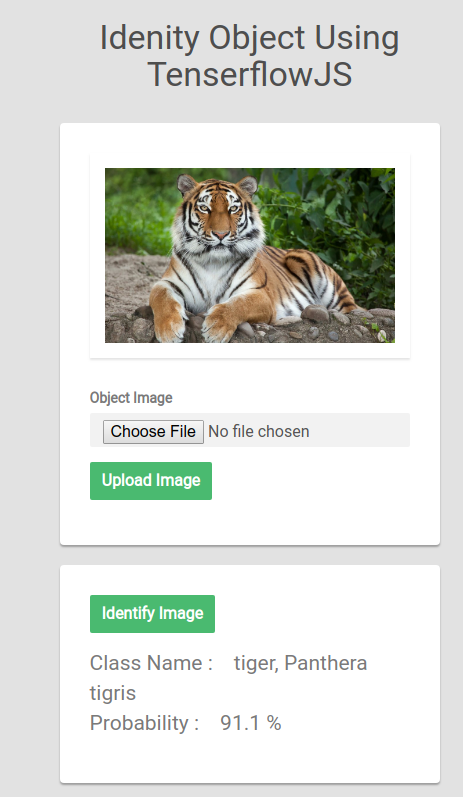 Idenity Object Using
TenserflowJS
Object Image
Choose File No file chosen
Upload Image
Identify Image
Class Name : tiger, Panthera
tigris
Probability : 91.1 %